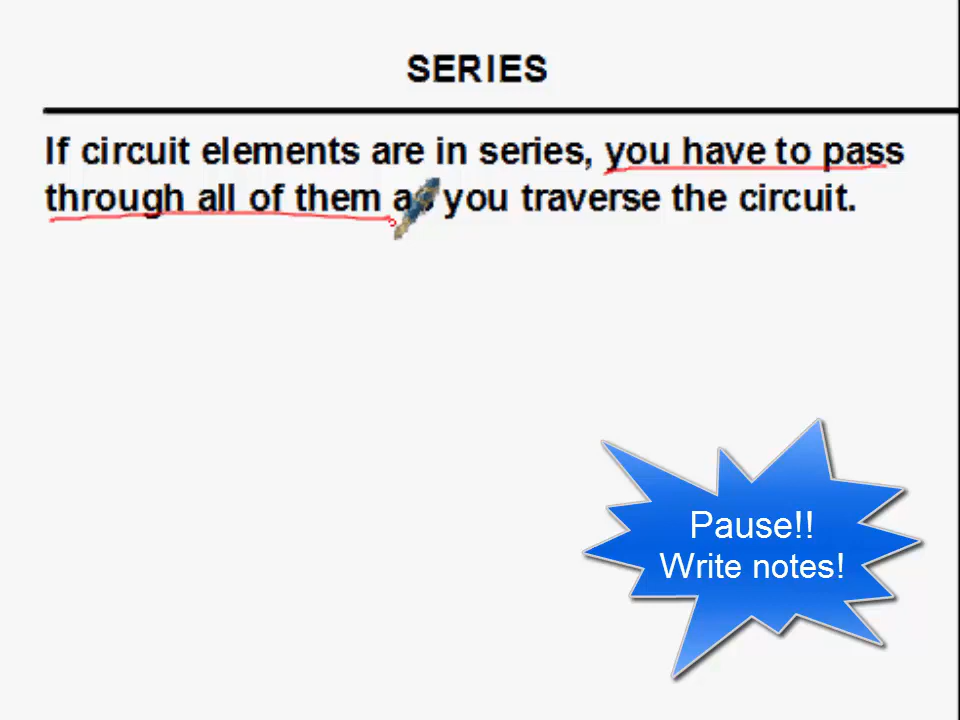 SERIES
If circuit elements are in series, you have to pass
through all of them as you traverse the circuit.
Pause!!
Write notes!